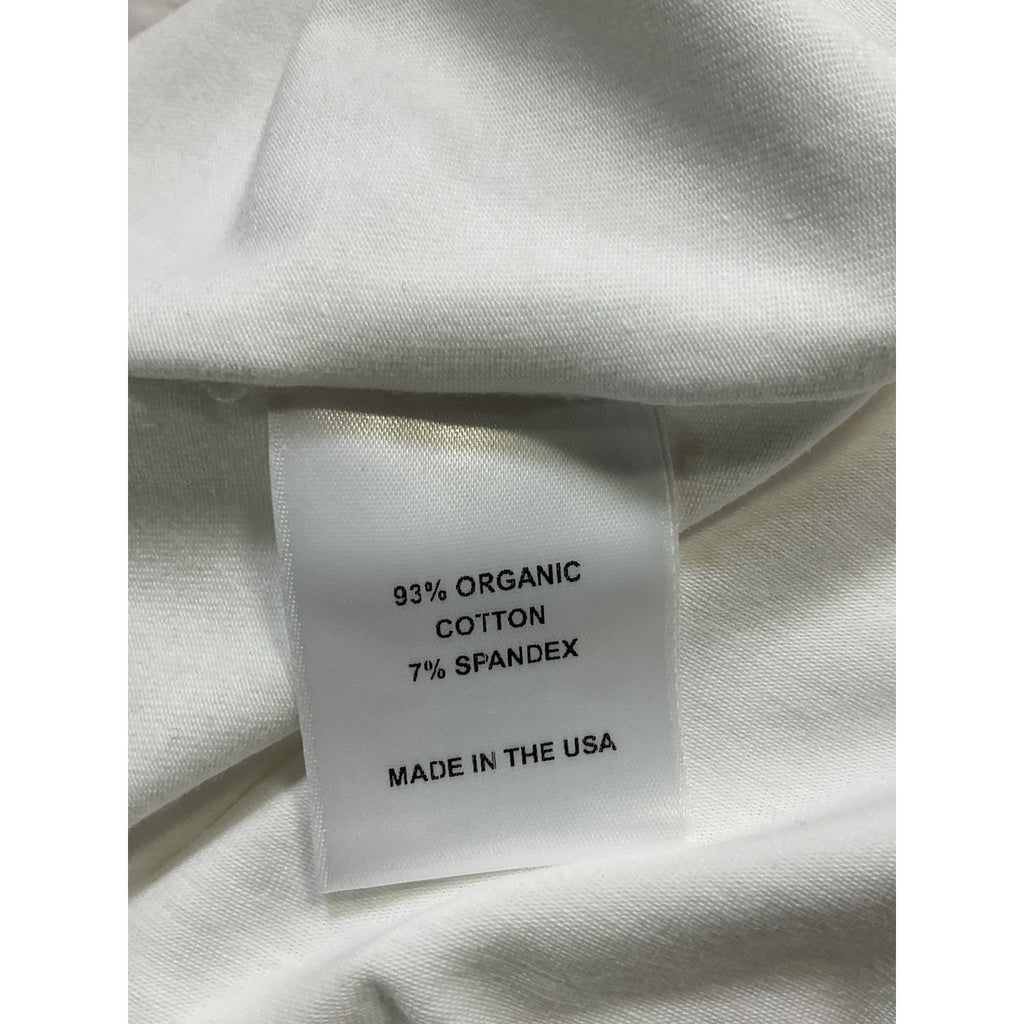 93% ORGANIC
COTTON
7% SPANDEX
MADE IN THE USA